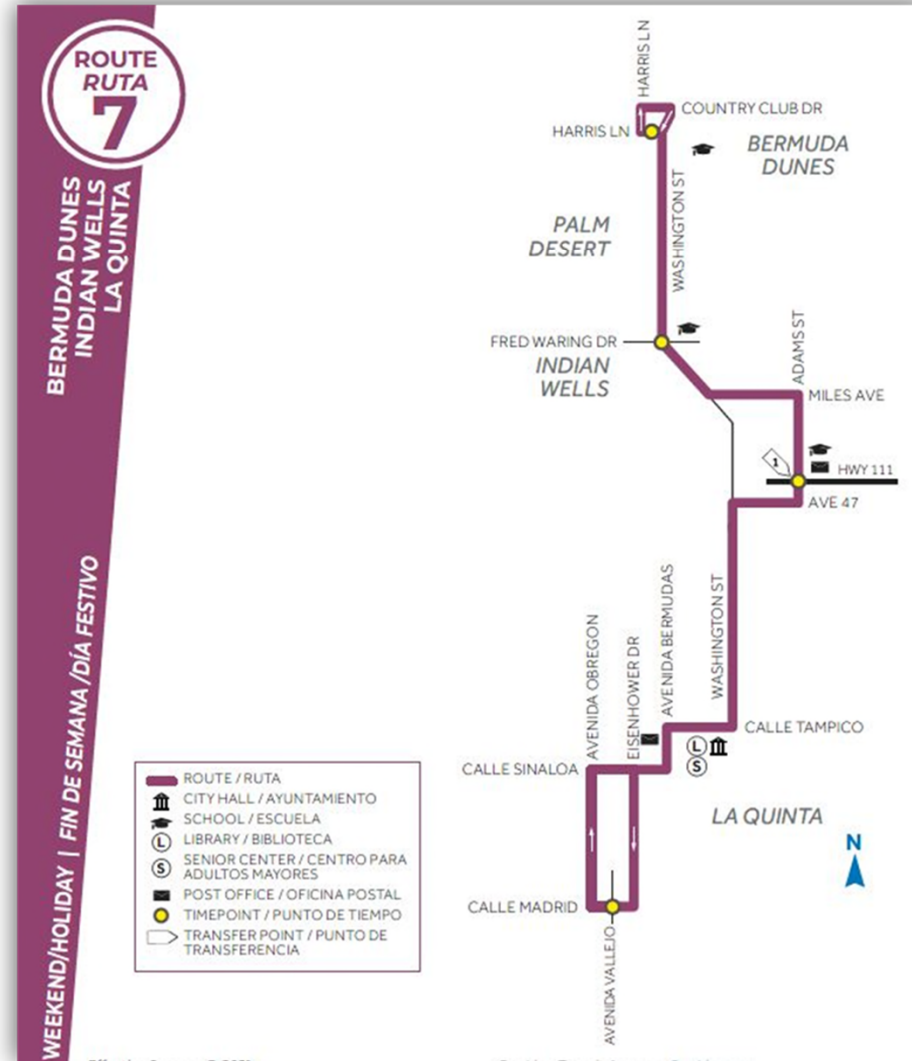 ROUTE
RUTA
7
BERMUDA DUNES
INDIAN WELLS
LA QUINTA
WEEKEND/HOLIDAY | FIN DE SEMANA /DÍA FESTIVO
HARRIS LN
COUNTRY CLUB DR
HARRIS LN
BERMUDA
DUNES
WASHINGTON ST
PALM
DESERT
FRED WARING DR
INDIAN
WELLS
ADAMS ST
MILES AVE
1
HWY 111
AVE 47
AVENIDA OBREGON
EISENHOWER DR
AVENIDA BERMUDAS
WASHINGTON ST
CALLE TAMPICO
L
S
CALLE SINALOA
LA QUINTA
N
CALLE MADRID
AVENIDA VALLEJO
ROUTE / RUTA
CITY HALL / AYUNTAMIENTO
SCHOOL / ESCUELA
L LIBRARY / BIBLIOTECA
S SENIOR CENTER / CENTRO PARA
ADULTOS MAYORES
POST OFFICE / OFICINA POSTAL
TIMEPOINT / PUNTO DE TIEMPO
TRANSFER POINT / PUNTO DE
TRANSFERENCIA